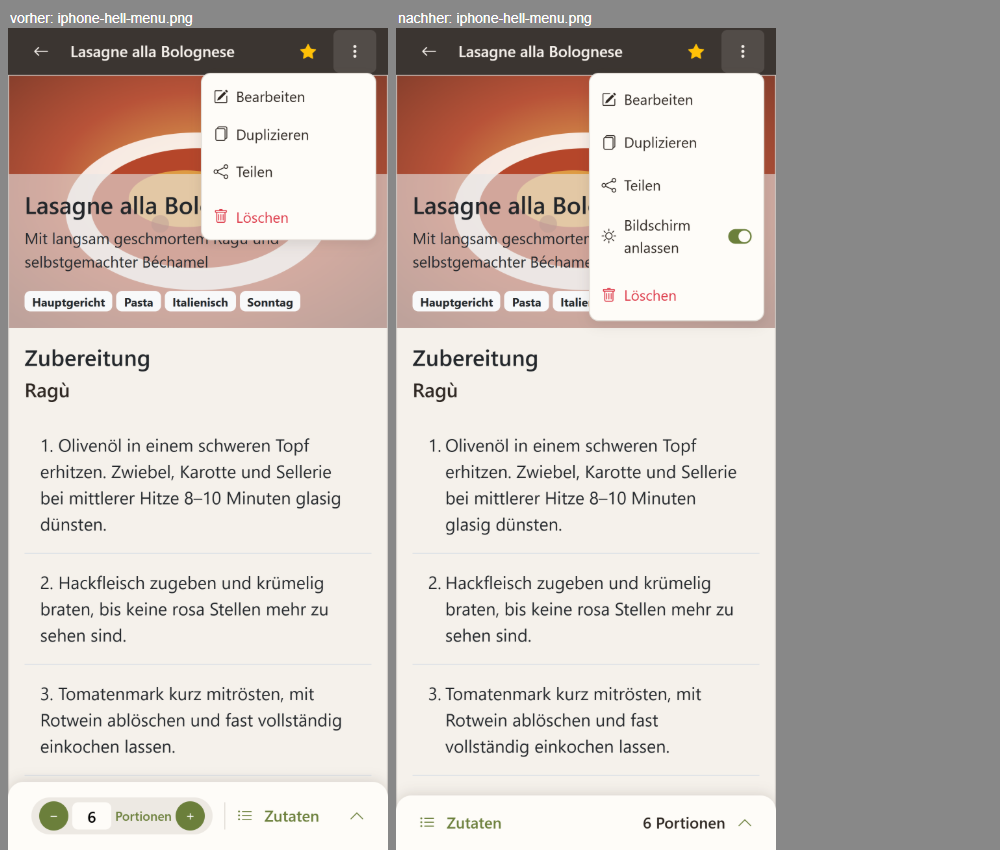 vorher: iphone-hell-menu.png
Lasagne alla Bolognese
Bearbeiten
Duplizieren
Teilen
Löschen
Lasagne alla Bol
Mit langsam geschmortem Ragù und
selbstgemachter Béchamel
Hauptgericht Pasta Italienisch Sonntag
Zubereitung
Ragù
1. Olivenöl in einem schweren Topf
erhitzen. Zwiebel, Karotte und Sellerie
bei mittlerer Hitze 8–10 Minuten glasig
dünsten.
2. Hackfleisch zugeben und krümelig
braten, bis keine rosa Stellen mehr zu
sehen sind.
3. Tomatenmark kurz mitrösten, mit
Rotwein ablöschen und fast vollständig
einkochen lassen.
− 6 Portionen + Zutaten
nachher: iphone-hell-menu.png
Lasagne alla Bolognese
Bearbeiten
Duplizieren
Teilen
Bildschirm
anlassen
Löschen
Lasagne alla Bol
Mit langsam geschmorte
selbstgemachter Béchame
Hauptgericht Pasta Italie
Zubereitung
Ragù
1. Olivenöl in einem schweren Topf
erhitzen. Zwiebel, Karotte und Sellerie
bei mittlerer Hitze 8–10 Minuten
glasig dünsten.
2. Hackfleisch zugeben und krümelig
braten, bis keine rosa Stellen mehr zu
sehen sind.
3. Tomatenmark kurz mitrösten, mit
Rotwein ablöschen und fast
vollständig einkochen lassen.
Zutaten 6 Portionen